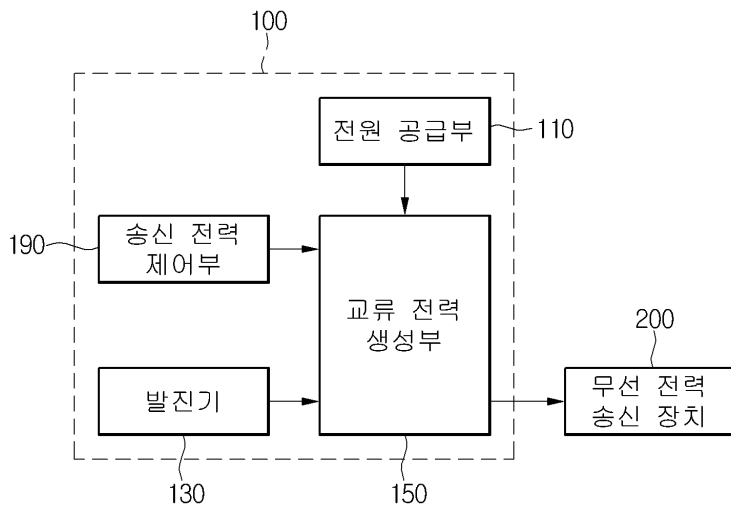 100
전원 공급부
110
송신 전력
제어부
190
교류 전력
생성부
200
무선 전력
송신 장치
발진기
130
150